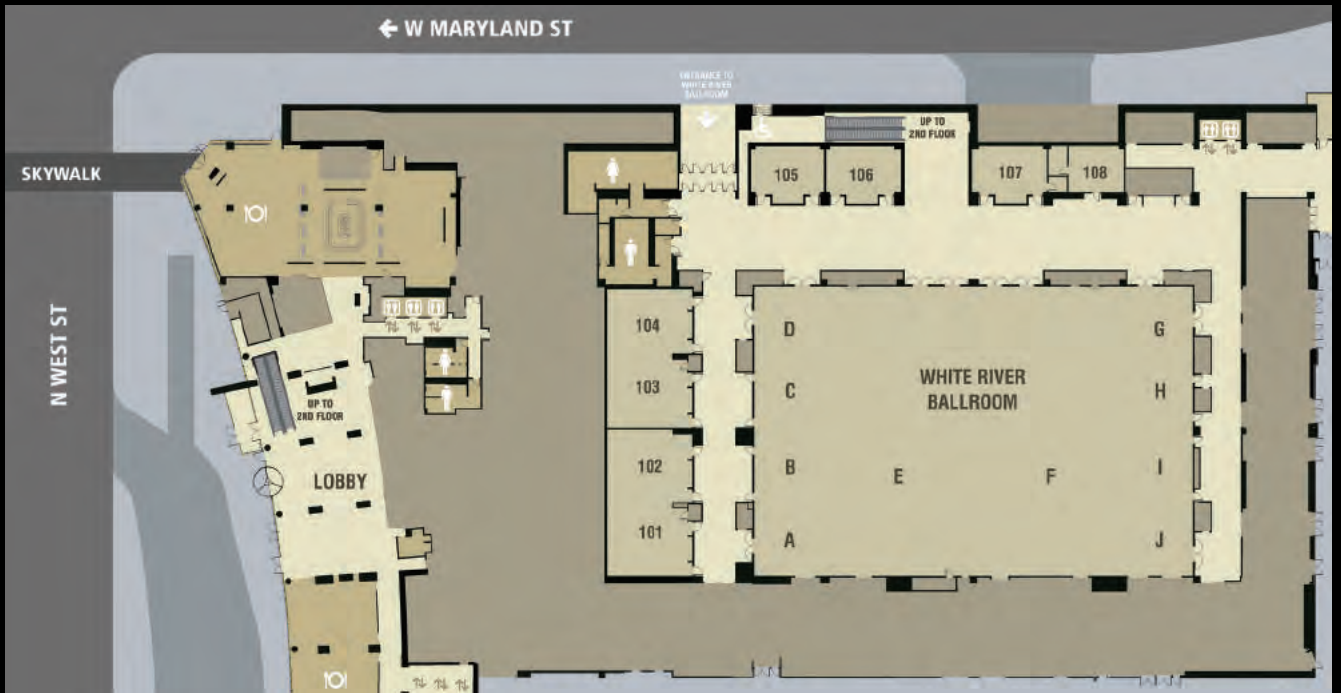 ← W MARYLAND ST
ENTRANCE TO
WHITE RIVER
BALLROOM
UP TO
2ND FLOOR
SKYWALK
105
106
107
108
N WEST ST
104
103
102
101
D
C
B
A
WHITE RIVER
BALLROOM
E
F
G
H
I
J
UP TO
2ND FLOOR
LOBBY